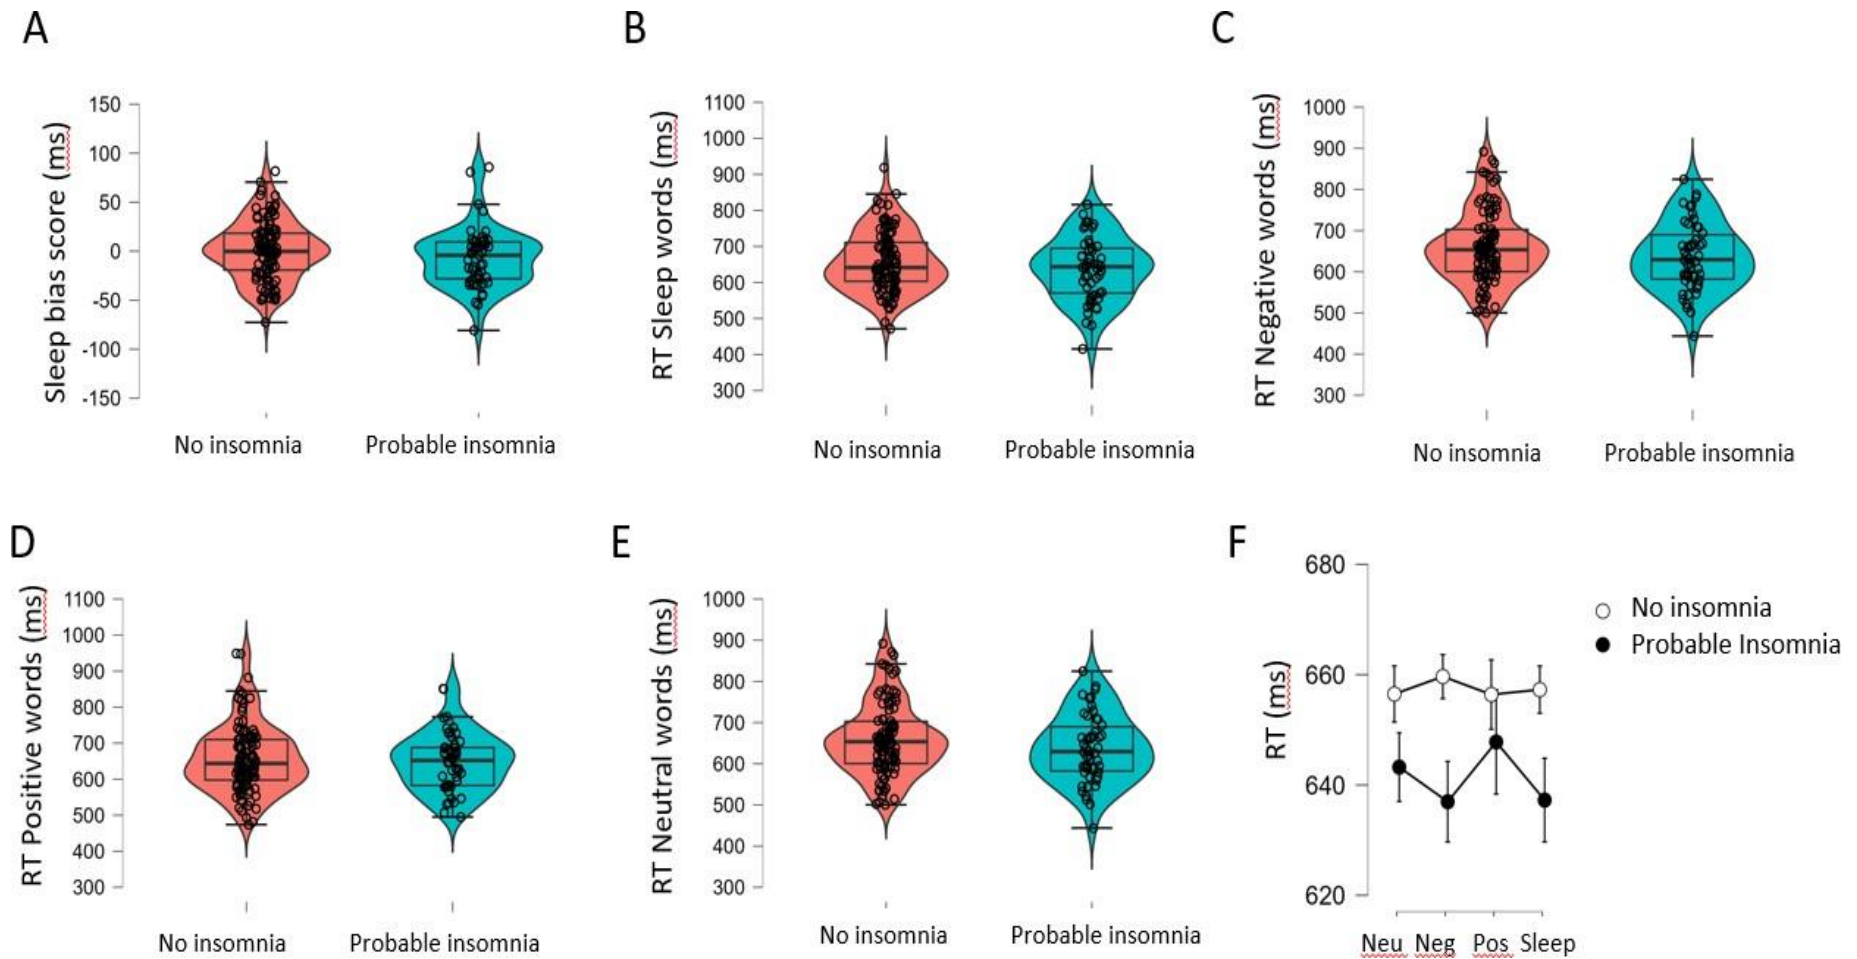 A
Sleep bias score (ms)
150
100
50
0
-50
-100
-150
No insomnia
Probable insomnia
B
RT Sleep words (ms)
1100
1000
900
800
700
600
500
400
300
No insomnia
Probable insomnia
C
RT Negative words (ms)
1000
900
800
700
600
500
400
300
No insomnia
Probable insomnia
D
RT Positive words (ms)
1100
1000
900
800
700
600
500
400
300
No insomnia
Probable insomnia
E
RT Neutral words (ms)
1000
900
800
700
600
500
400
300
No insomnia
Probable insomnia
F
RT (ms)
680
660
640
620
Neu Neg Pos Sleep
No insomnia
Probable Insomnia